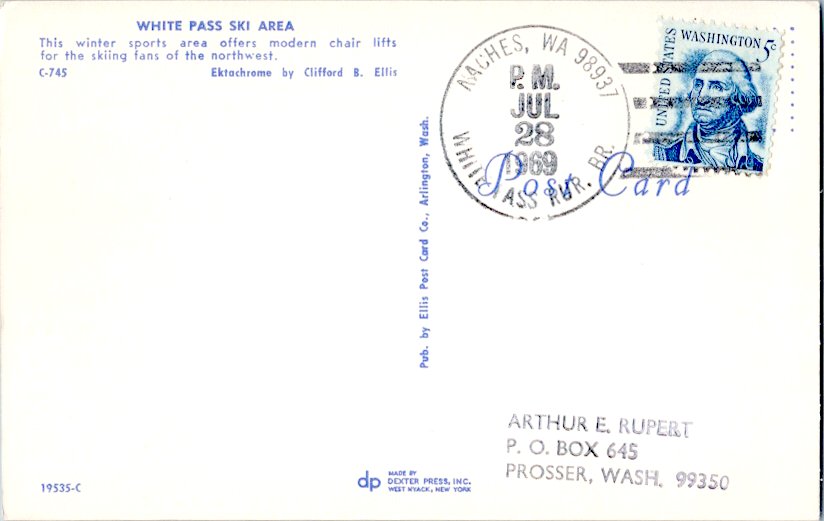 WHITE PASS SKI AREA
This winter sports area offers modern chair lifts
for the skiing fans of the northwest.
C-745 Ektachrome by Clifford B. Ellis
NACHES, WA 98937
P.M.
JUL
28
1969
WHITE PASS RUR. BR.
UNITED STATES
WASHINGTON 5c
Post Card
Pub. by Ellis Post Card Co., Arlington, Wash.
ARTHUR E. RUPERT
P. O. BOX 645
PROSSER, WASH. 99350
19535-C
dp
MADE BY
DEXTER PRESS, INC.
WEST NYACK, NEW YORK